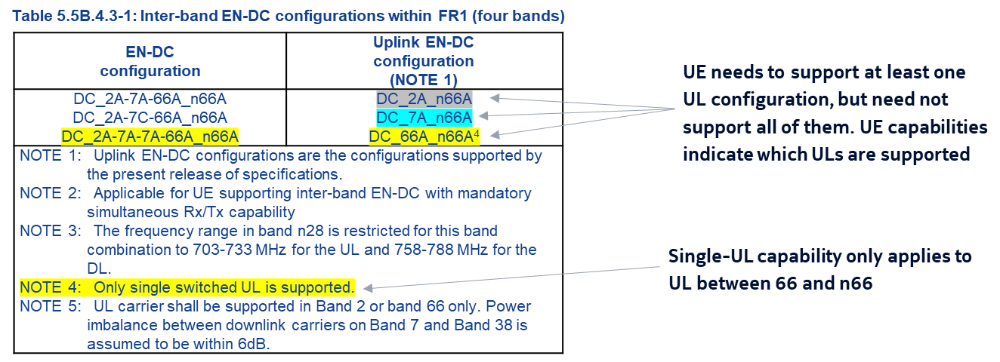 Table 5.5B.4.3-1: Inter-band EN-DC configurations within FR1 (four bands)
EN-DC
configuration
Uplink EN-DC
configuration
(NOTE 1)
DC_2A-7A-66A_n66A
DC_2A-7C-66A_n66A
DC_2A-7A-7A-66A_n66A
DC_2A_n66A
DC_7A_n66A
DC_66A_n66A⁴
NOTE 1: Uplink EN-DC configurations are the configurations supported by
the present release of specifications.
NOTE 2: Applicable for UE supporting inter-band EN-DC with mandatory
simultaneous Rx/Tx capability
NOTE 3: The frequency range in band n28 is restricted for this band
combination to 703-733 MHz for the UL and 758-788 MHz for the
DL.
NOTE 4: Only single switched UL is supported.
NOTE 5: UL carrier shall be supported in Band 2 or band 66 only. Power
imbalance between downlink carriers on Band 7 and Band 38 is
assumed to be within 6dB.
UE needs to support at least one
UL configuration, but need not
support all of them. UE capabilities
indicate which ULs are supported
Single-UL capability only applies to
UL between 66 and n66